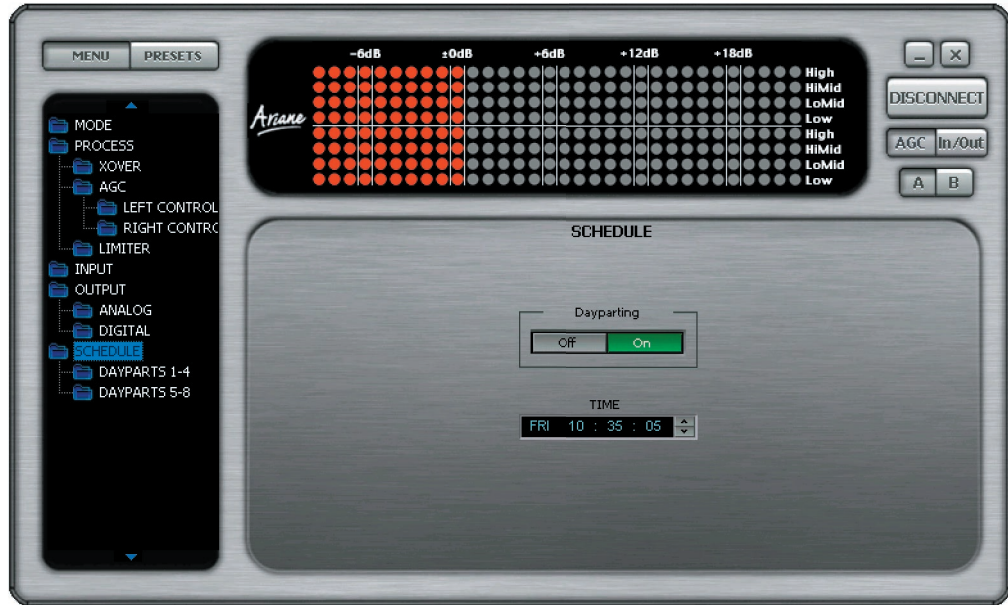 MENU PRESETS
MODE
PROCESS
XOVER
AGC
LEFT CONTROL
RIGHT CONTRO
LIMITER
INPUT
OUTPUT
ANALOG
DIGITAL
SCHEDULE
DAYPARTS 1-4
DAYPARTS 5-8
-6dB ±0dB +6dB +12dB +18dB
Ariane
High
HiMid
LoMid
Low
High
HiMid
LoMid
Low
DISCONNECT
AGC In/Out
A B
SCHEDULE
Dayparting
Off On
TIME
FRI 10 : 35 : 05